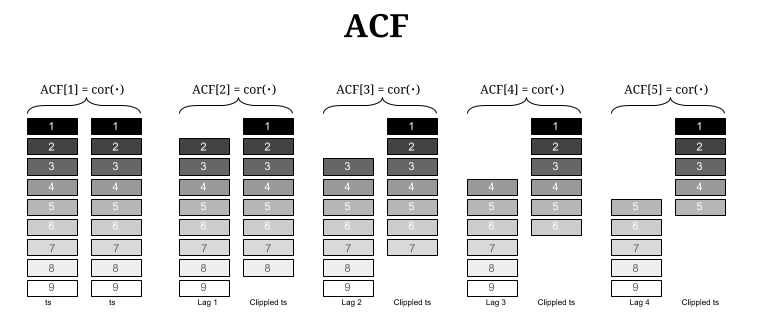 ACF
ACF[1] = cor(·) ACF[2] = cor(·) ACF[3] = cor(·) ACF[4] = cor(·) ACF[5] = cor(·)
1 1 1 1 1 1
2 2 2 2 2 2 2
3 3 3 3 3 3 3 3
4 4 4 4 4 4 4 4 4
5 5 5 5 5 5 5 5 5 5
6 6 6 6 6 6 6 6 6
7 7 7 7 7 7 7 7
8 8 8 8 8 8 8
9 9 9 9 9 9
ts ts Lag 1 Clippled ts Lag 2 Clippled ts Lag 3 Clippled ts Lag 4 Clippled ts